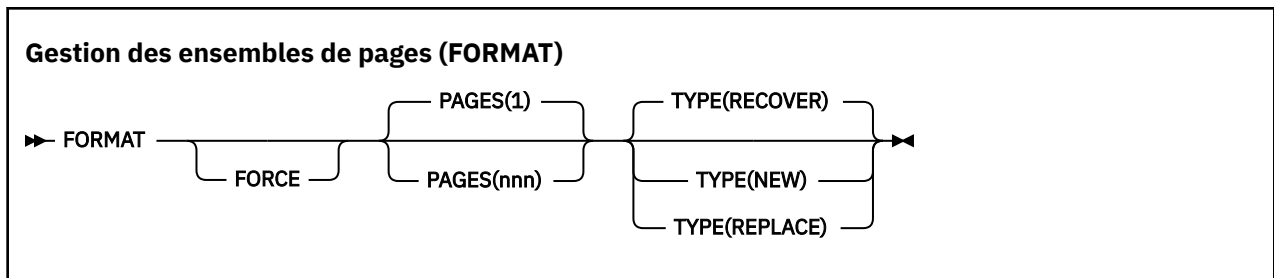 Gestion des ensembles de pages (FORMAT)
PAGES(1) TYPE(RECOVER)
FORMAT
FORCE PAGES(nnn) TYPE(NEW)
TYPE(REPLACE)